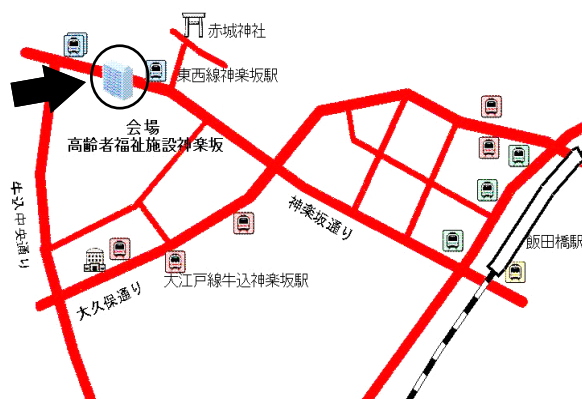 赤城神社
東西線神楽坂駅
会場
高齢者福祉施設神楽坂
牛込中央通り
神楽坂通り
飯田橋駅
大江戸線牛込神楽坂駅
大久保通り